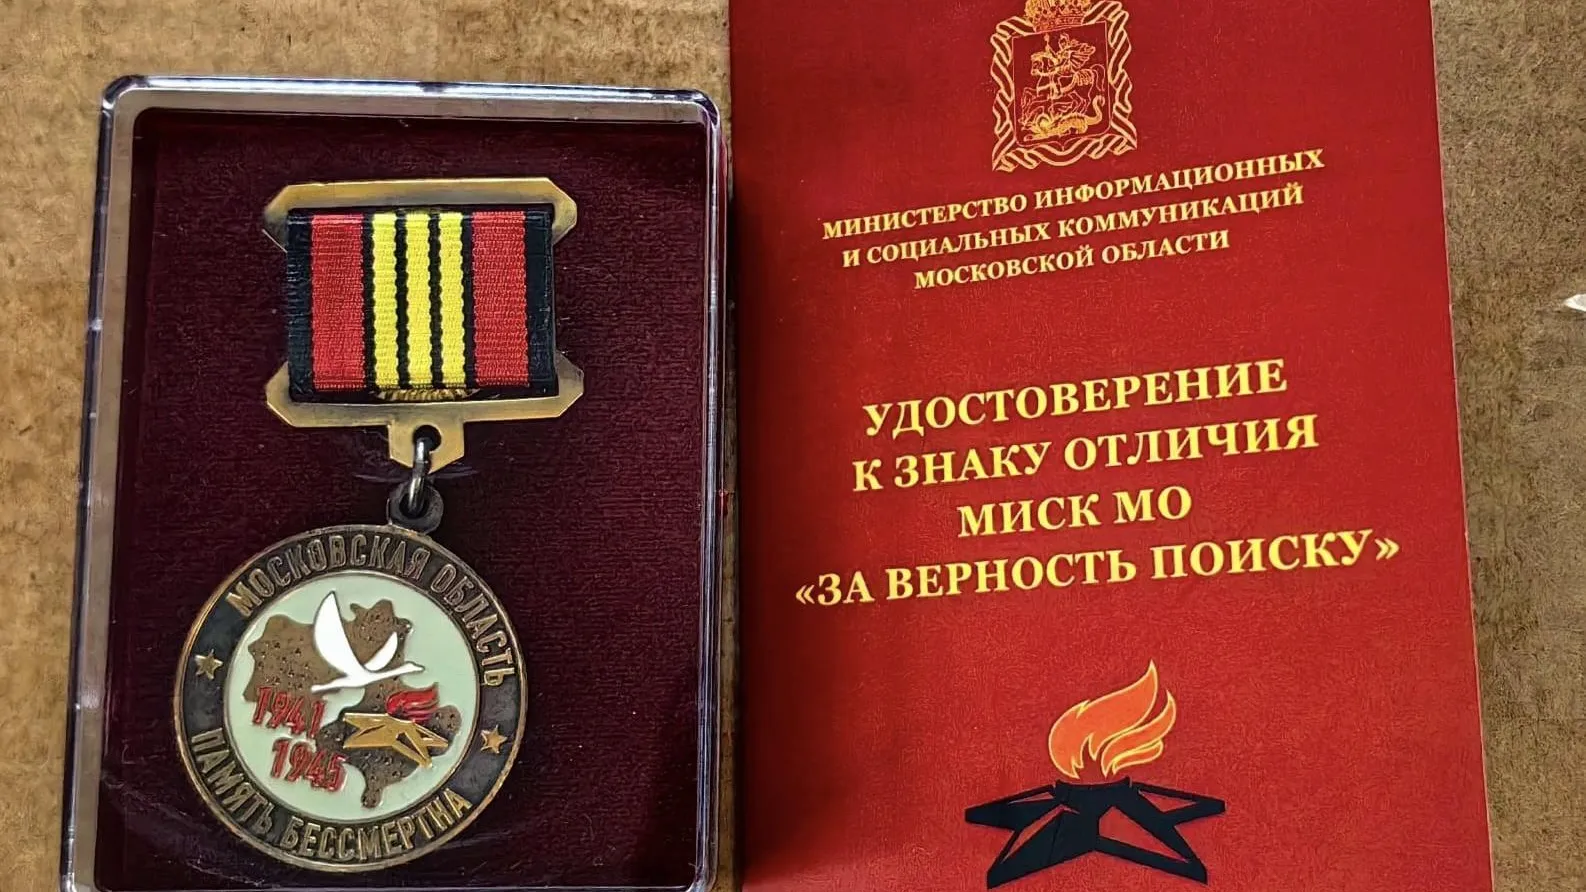 МОСКОВСКАЯ ОБЛАСТЬ
1941
1945
ПАМЯТЬ БЕССМЕРТНА
МИНИСТЕРСТВО ИНФОРМАЦИОННЫХ
И СОЦИАЛЬНЫХ КОММУНИКАЦИЙ
МОСКОВСКОЙ ОБЛАСТИ
УДОСТОВЕРЕНИЕ
К ЗНАКУ ОТЛИЧИЯ
МИСК МО
«ЗА ВЕРНОСТЬ ПОИСКУ»